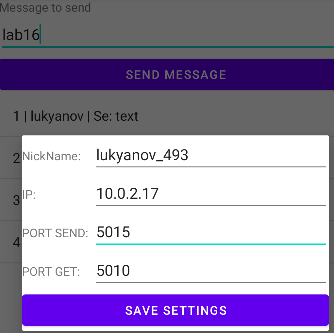 Message to send
lab16
SEND MESSAGE
1 | lukyanov | Se: text
2
NickName: lukyanov_493
3
IP: 10.0.2.17
PORT SEND: 5015
4
PORT GET: 5010
SAVE SETTINGS